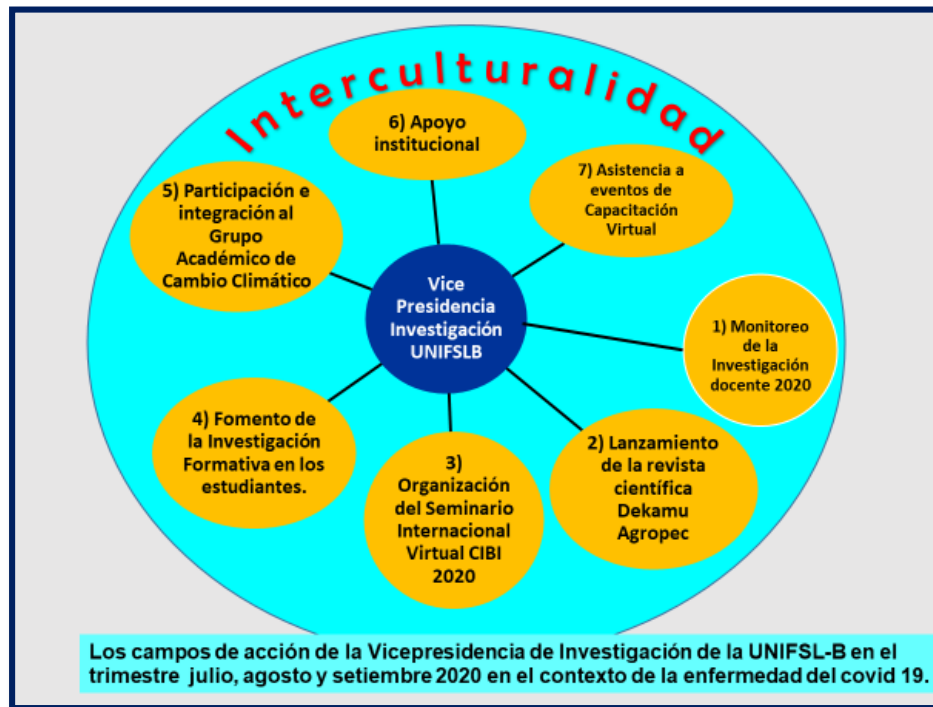 Interculturalidad
6) Apoyo
institucional
7) Asistencia a
eventos de
Capacitación
Virtual
5) Participación e
integración al
Grupo
Académico de
Cambio Climático
Vice
Presidencia
Investigación
UNIFSLB
1) Monitoreo
de la
Investigación
docente 2020
4) Fomento de
la Investigación
Formativa en los
estudiantes.
3)
Organización
del Seminario
Internacional
Virtual CIBI
2020
2) Lanzamiento
de la revista
científica
Dekamu
Agropec
Los campos de acción de la Vicepresidencia de Investigación de la UNIFSL-B en el
trimestre julio, agosto y setiembre 2020 en el contexto de la enfermedad del covid 19.